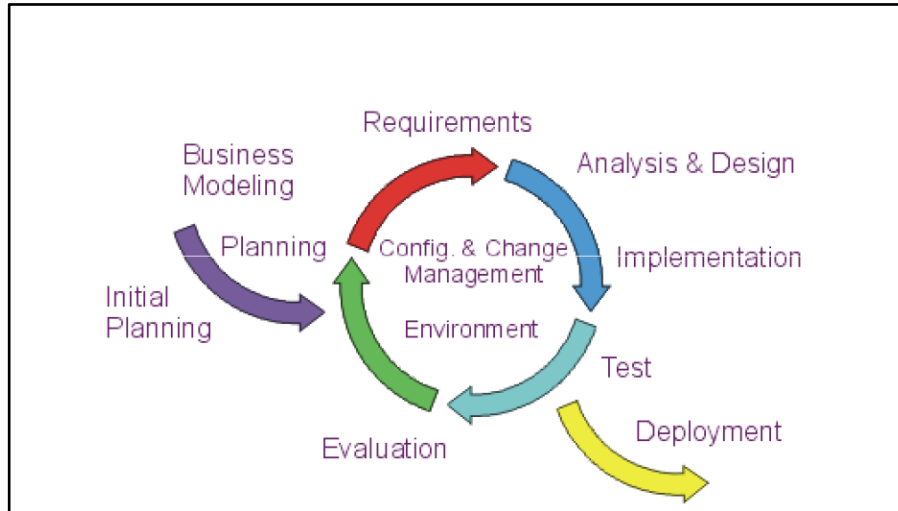 Requirements
Business
Modeling
Analysis & Design
Planning
Config. & Change
Management
Implementation
Initial
Planning
Environment
Test
Evaluation
Deployment